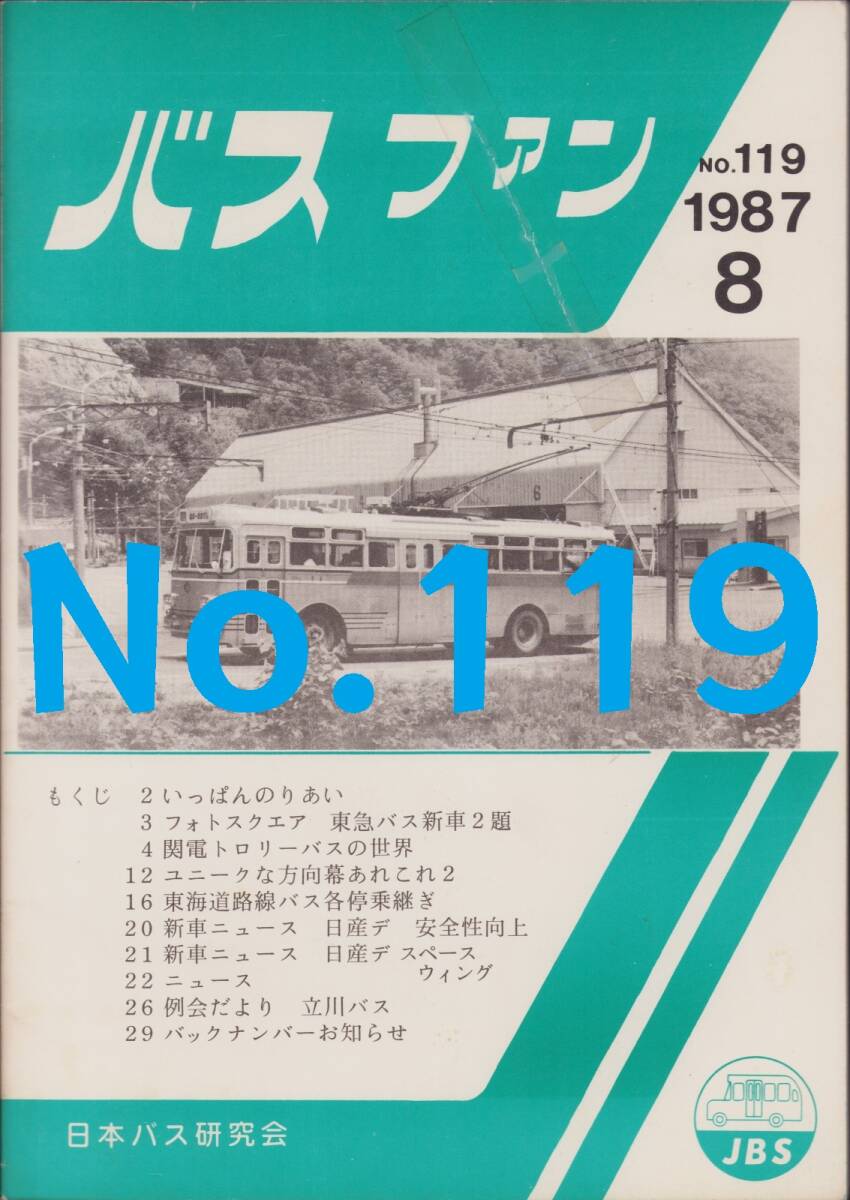 バスファン
NO.119
1987
8
6
No.119
もくじ 2 いっぱんのりあい
3 フォトスクエア 東急バス新車2題
4 関電トロリーバスの世界
12 ユニークな方向幕あれこれ2
16 東海道路線バス各停乗継ぎ
20 新車ニュース 日産デ 安全性向上
21 新車ニュース 日産デ スペース
ウィング
22 ニュース
26 例会だより 立川バス
29 バックナンバーお知らせ
日本バス研究会
JBS